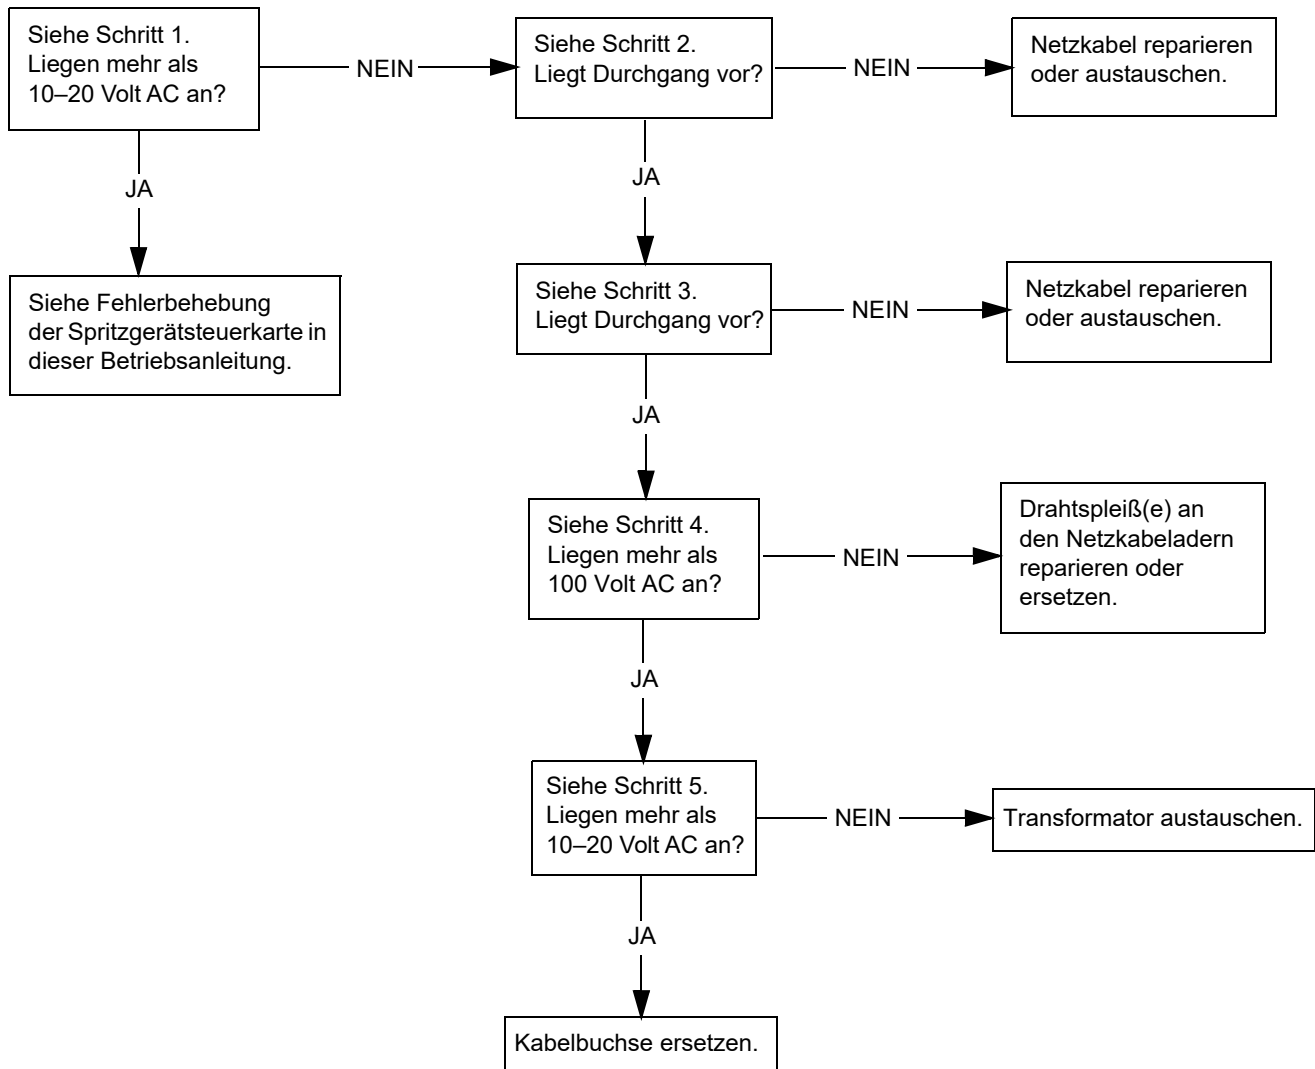 Siehe Schritt 1.
Liegen mehr als
10–20 Volt AC an?
NEIN
Siehe Schritt 2.
Liegt Durchgang vor?
NEIN
Netzkabel reparieren
oder austauschen.
JA
JA
Siehe Fehlerbehebung
der Spritzgerätsteuerkarte in
dieser Betriebsanleitung.
Siehe Schritt 3.
Liegt Durchgang vor?
NEIN
Netzkabel reparieren
oder austauschen.
JA
Siehe Schritt 4.
Liegen mehr als
100 Volt AC an?
NEIN
Drahtspleiß(e) an
den Netzkabeladern
reparieren oder
ersetzen.
JA
Siehe Schritt 5.
Liegen mehr als
10–20 Volt AC an?
NEIN
Transformator austauschen.
JA
Kabelbuchse ersetzen.